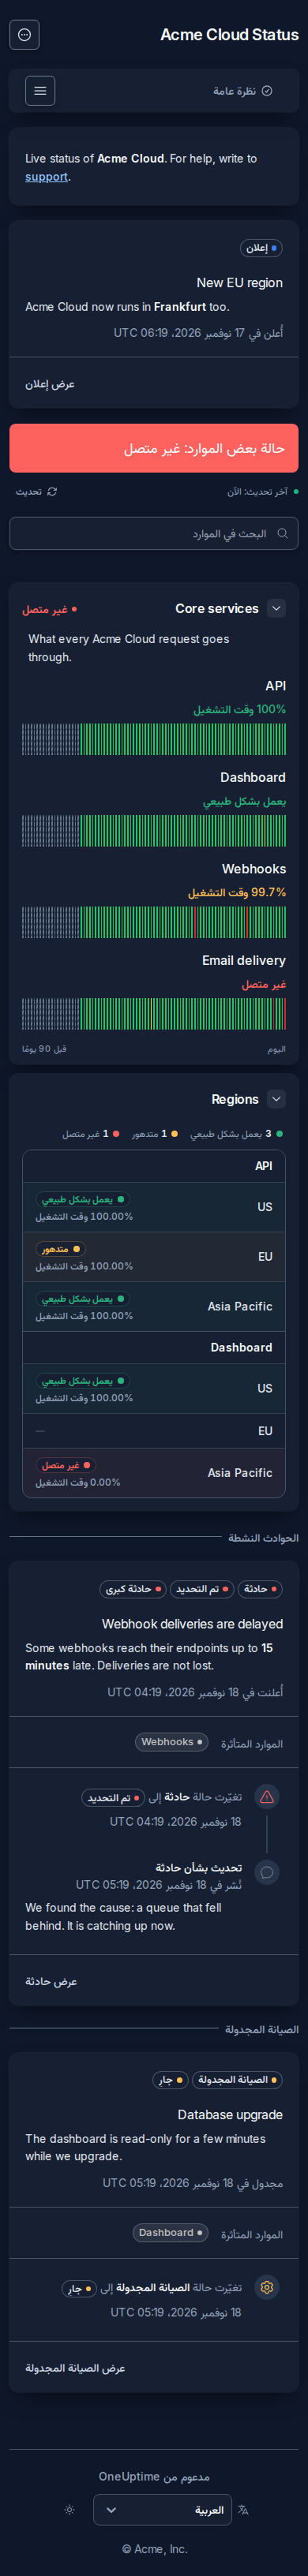 Acme Cloud Status
نظرة عامة
Live status of Acme Cloud. For help, write to
support.
إعلان
New EU region
Acme Cloud now runs in Frankfurt too.
أُعلن في 17 نوفمبر 2026، 06:19 UTC
عرض إعلان
حالة بعض الموارد: غير متصل
آخر تحديث: الآن
تحديث
البحث في الموارد
Core services
غير متصل
What every Acme Cloud request goes
through.
API
100% وقت التشغيل
Dashboard
يعمل بشكل طبيعي
Webhooks
99.7% وقت التشغيل
Email delivery
غير متصل
اليوم
قبل 90 يومًا
Regions
3 يعمل بشكل طبيعي
1 متدهور
1 غير متصل
API
US
يعمل بشكل طبيعي
100.00% وقت التشغيل
EU
متدهور
100.00% وقت التشغيل
Asia Pacific
يعمل بشكل طبيعي
100.00% وقت التشغيل
Dashboard
US
يعمل بشكل طبيعي
100.00% وقت التشغيل
EU
—
Asia Pacific
غير متصل
0.00% وقت التشغيل
الحوادث النشطة
حادثة
تم التحديد
حادثة كبرى
Webhook deliveries are delayed
Some webhooks reach their endpoints up to 15
minutes late. Deliveries are not lost.
أُعلنت في 18 نوفمبر 2026، 04:19 UTC
الموارد المتأثرة
Webhooks
تغيّرت حالة حادثة إلى تم التحديد
18 نوفمبر 2026، 04:19 UTC
تحديث بشأن حادثة
نُشر في 18 نوفمبر 2026، 05:19 UTC
We found the cause: a queue that fell
behind. It is catching up now.
عرض حادثة
الصيانة المجدولة
الصيانة المجدولة
جارٍ
Database upgrade
The dashboard is read-only for a few minutes
while we upgrade.
مجدول في 18 نوفمبر 2026، 05:19 UTC
الموارد المتأثرة
Dashboard
تغيّرت حالة الصيانة المجدولة إلى جارٍ
18 نوفمبر 2026، 05:19 UTC
عرض الصيانة المجدولة
مدعوم من OneUptime
العربية
© Acme, Inc.